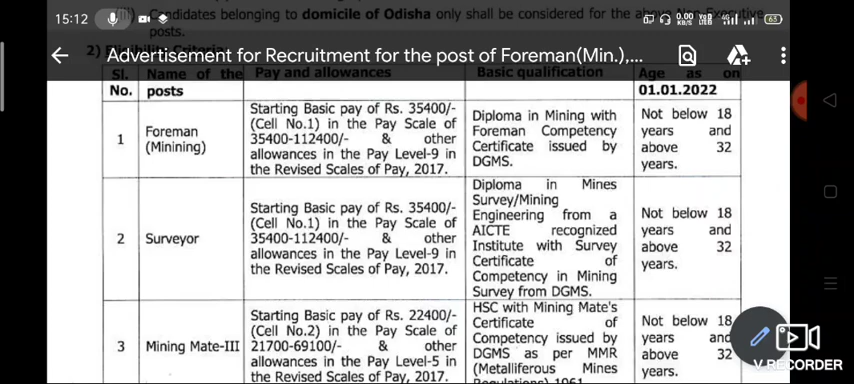 15:12
0.00 KB/s
4G
63
iii) Candidates belonging to domicile of Odisha only shall be considered for the above Non-Executive
posts.
Advertisement for Recruitment for the post of Foreman(Min.),...
2) Eligibility Criteria
Sl. Name of the Pay and allowances Basic qualification Age as on
No. posts 01.01.2022
1
Foreman
(Minining)
Starting Basic pay of Rs. 35400/-
(Cell No.1) in the Pay Scale of
35400-112400/- & other
allowances in the Pay Level-9 in
the Revised Scales of Pay, 2017.
Diploma in Mining with
Foreman Competency
Certificate issued by
DGMS.
Not below 18
years and
above 32
years.
2
Surveyor
Starting Basic pay of Rs. 35400/-
(Cell No.1) in the Pay Scale of
35400-112400/- & other
allowances in the Pay Level-9 in
the Revised Scales of Pay, 2017.
Diploma in Mines
Survey/Mining
Engineering from a
AICTE recognized
Institute with Survey
Certificate of
Competency in Mining
Survey from DGMS.
Not below 18
years and
above 32
years.
3
Mining Mate-III
Starting Basic pay of Rs. 22400/-
(Cell No.2) in the Pay Scale of
21700-69100/- & other
allowances in the Pay Level-5 in
the Revised Scales of Pay, 2017.
HSC with Mining Mate's
Certificate of
Competency issued by
DGMS as per MMR
(Metalliferous Mines
Regulations) 1961
Not below 18
years and
above 32
years.
V RECORDER